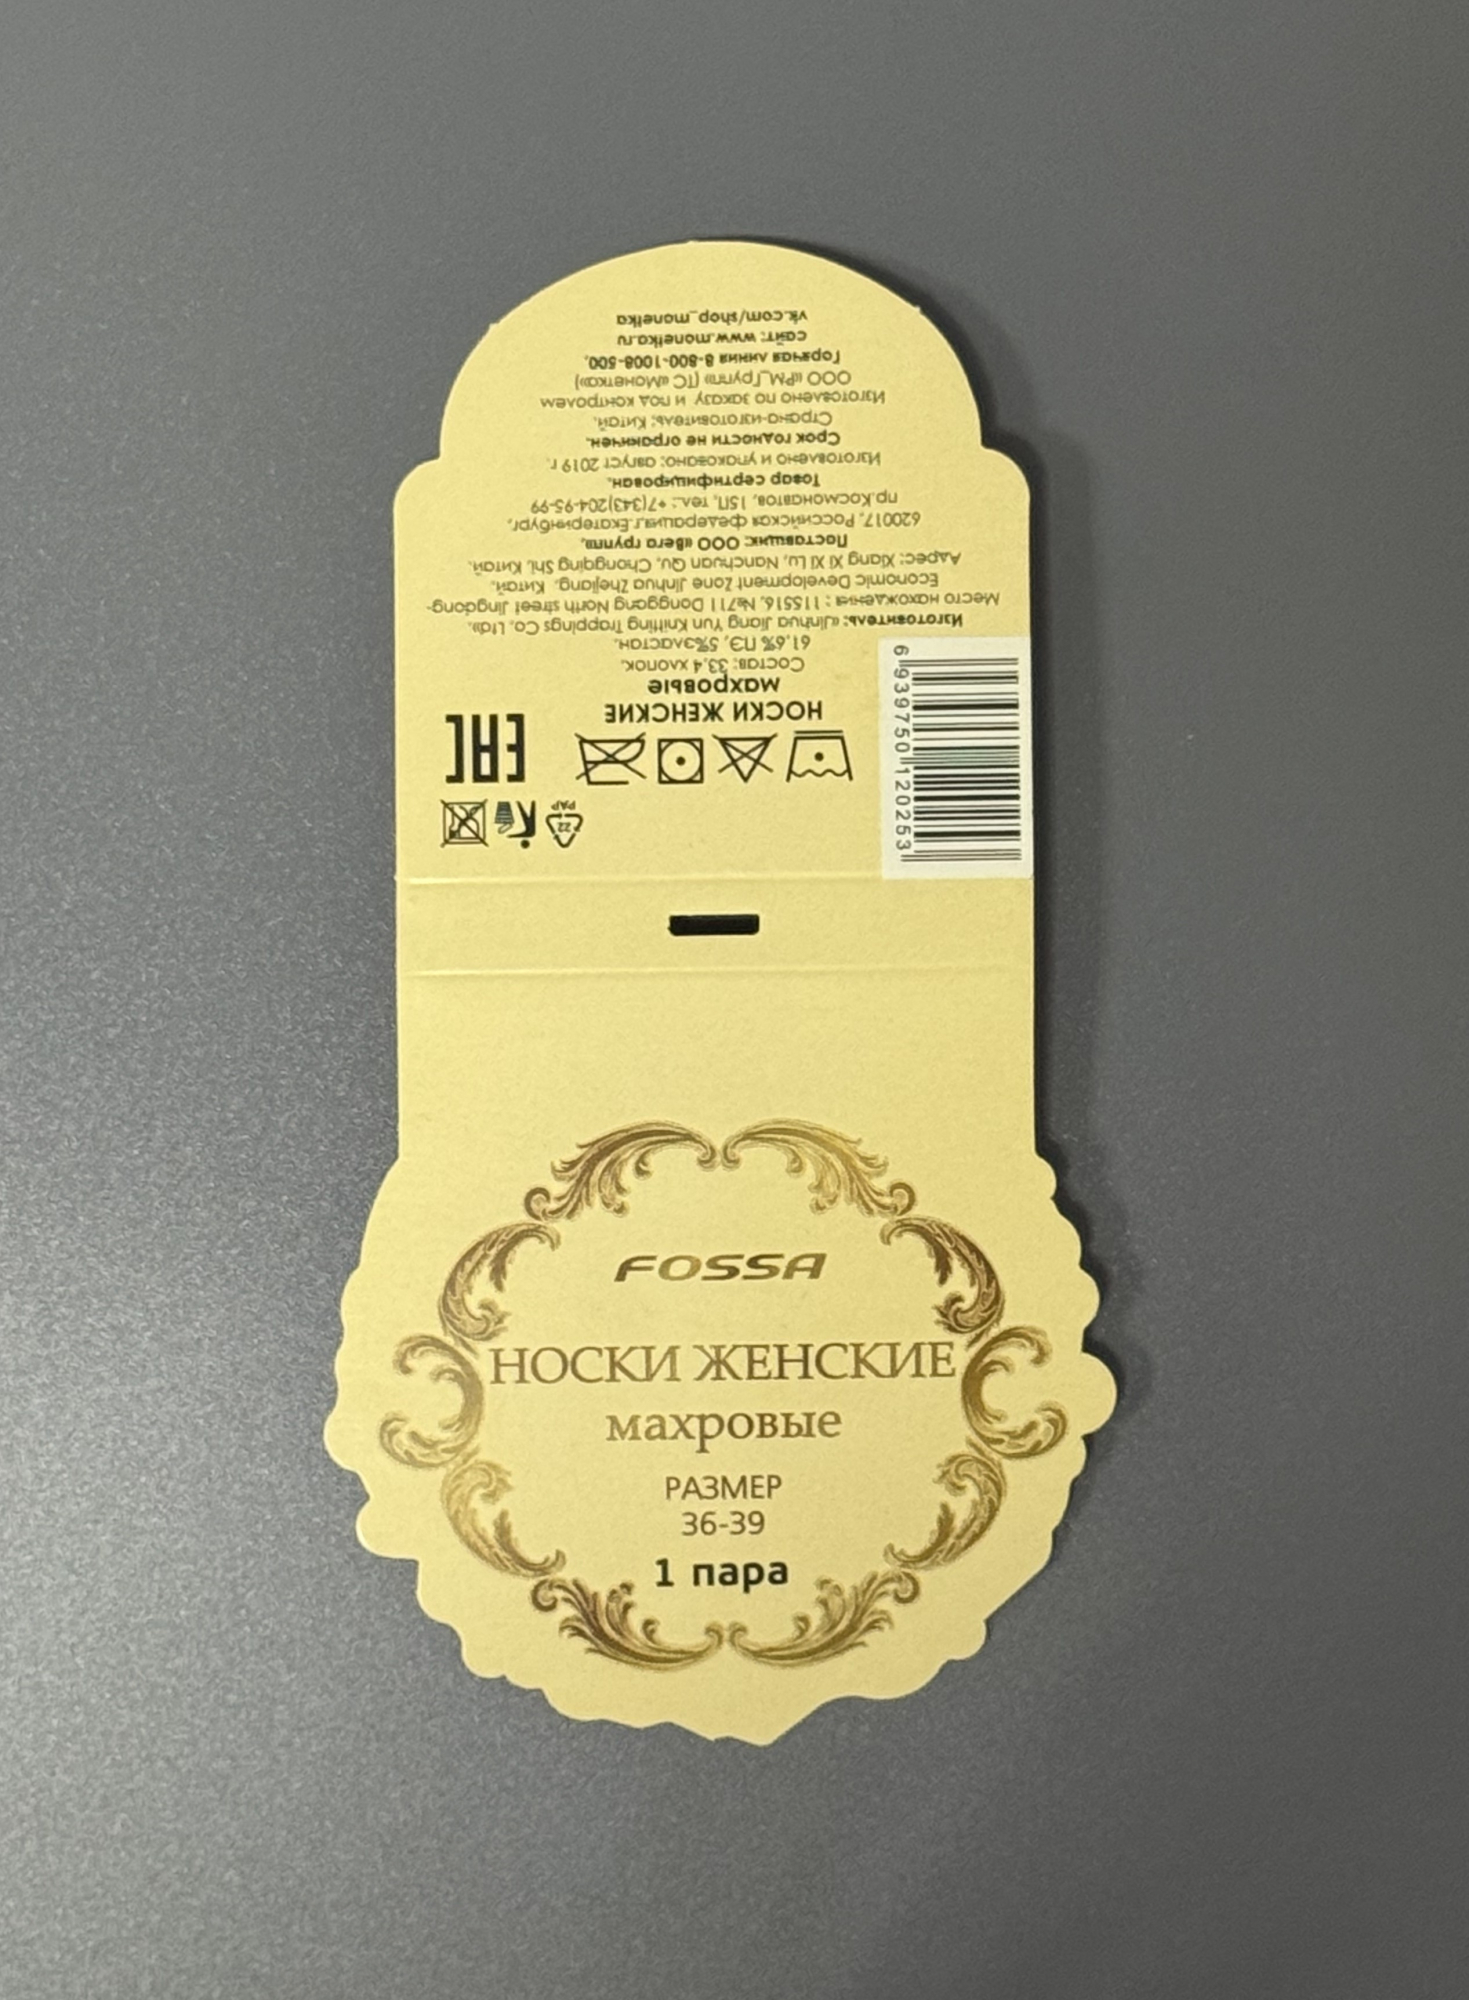 FOSSA
НОСКИ ЖЕНСКИЕ
махровые
РАЗМЕР
36-39
1 пара
22
PAP
EAC
НОСКИ ЖЕНСКИЕ
махровые
Состав: 33,4 хлопок,
61,6% ПЭ, 5%эластан.
Изготовитель: «Jinhua Jiang Yun Knitting Trappings Co. Ltd».
Место нахождения : 115516, №711 Donggang North street Jingdong-
Economic Development Zone Jinhua Zhejiang, Китай.
Адрес: Xiang Xi Xi Lu, Nanchuan Qu, Chongqing Shi, Китай.
Поставщик: ООО «Вега групп»,
620017, Российская федерация,г.Екатеринбург,
пр.Космонавтов, 15П, тел.: +7(343)204-95-99
Товар сертифицирован.
Изготовлено и упаковано: август 2019 г.
Срок годности не ограничен.
Страна-изготовитель: Китай.
Изготовлено по заказу и под контролем
ООО «РМ_Групп» (ТС «Монетка»)
Горячая линия 8-800-1008-500,
сайт: www.monetka.ru
vk.com/shop_monetka
6 939750 120253